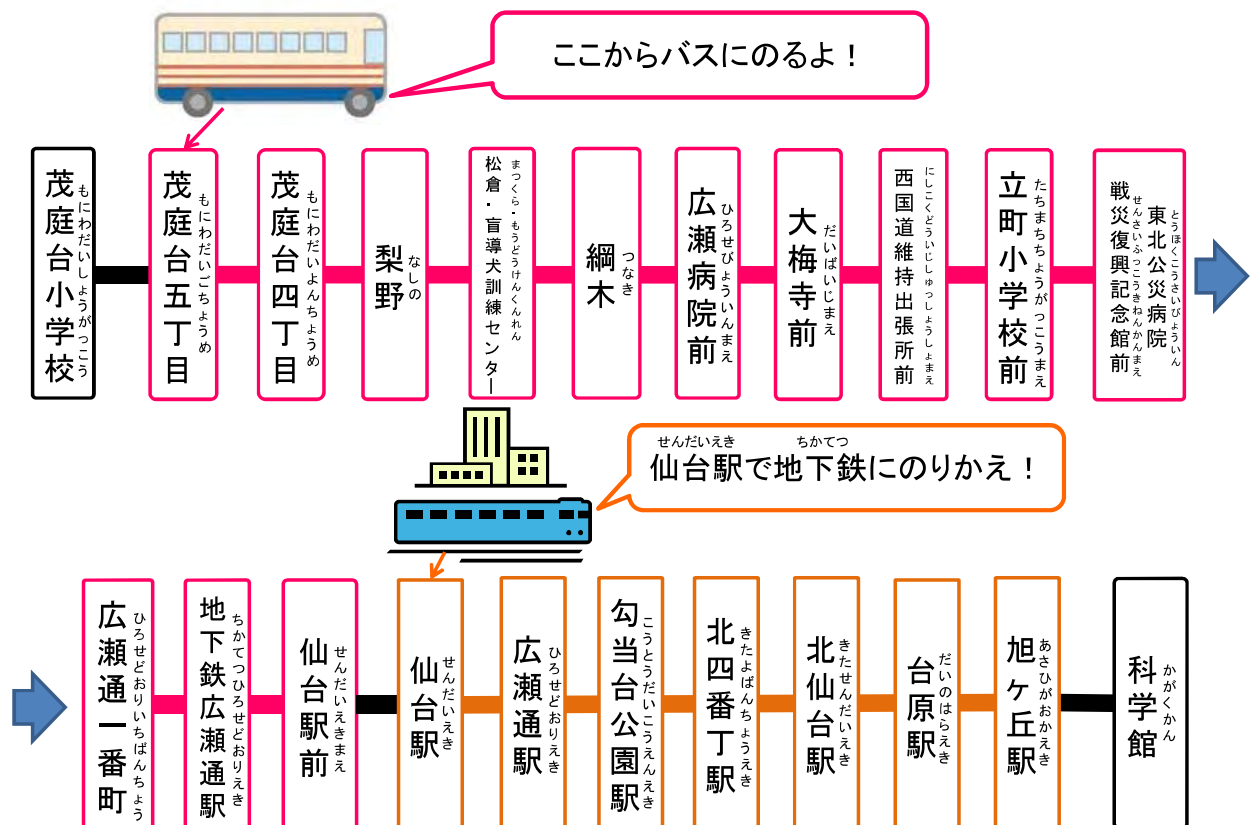 ここからバスにのるよ！
茂庭台小学校
もにわだいしょうがっこう
茂庭台五丁目
もにわだいごちょうめ
茂庭台四丁目
もにわだいよんちょうめ
梨野
なしの
松倉・盲導犬訓練センター
まつくら・もうどうけんくんれん
綱木
つなき
広瀬病院前
ひろせびょういんまえ
大梅寺前
だいばいじまえ
西国道維持出張所前
にしこくどういじしゅっしょうしょまえ
立町小学校前
たちまちちょうがっこうまえ
東北公災病院
とうほくこうさいびょういん
戦災復興記念館前
せんさいふっこうきねんかんまえ
仙台駅で地下鉄にのりかえ！
せんだいえき
ちかてつ
広瀬通一番町
ひろせどおりいちばんちょう
地下鉄広瀬通駅
ちかてつひろせどおりえき
仙台駅前
せんだいえきまえ
仙台駅
せんだいえき
広瀬通駅
ひろせどおりえき
勾当台公園駅
こうとうだいこうえんえき
北四番丁駅
きたよばんちょうえき
北仙台駅
きたせんだいえき
台原駅
だいのはらえき
旭ヶ丘駅
あさひがおかえき
科学館
かがくかん